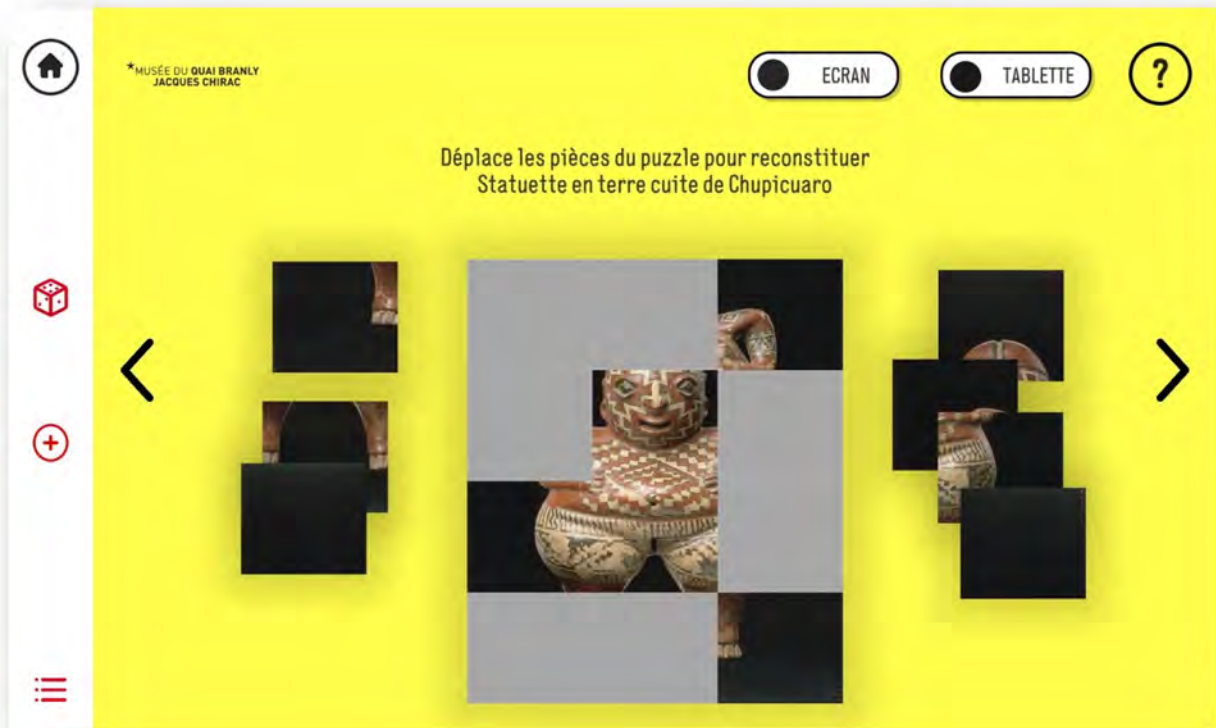 *MUSÉE DU QUAI BRANLY
JACQUES CHIRAC
ECRAN
TABLETTE
?
Déplace les pièces du puzzle pour reconstituer
Statuette en terre cuite de Chupicuaro